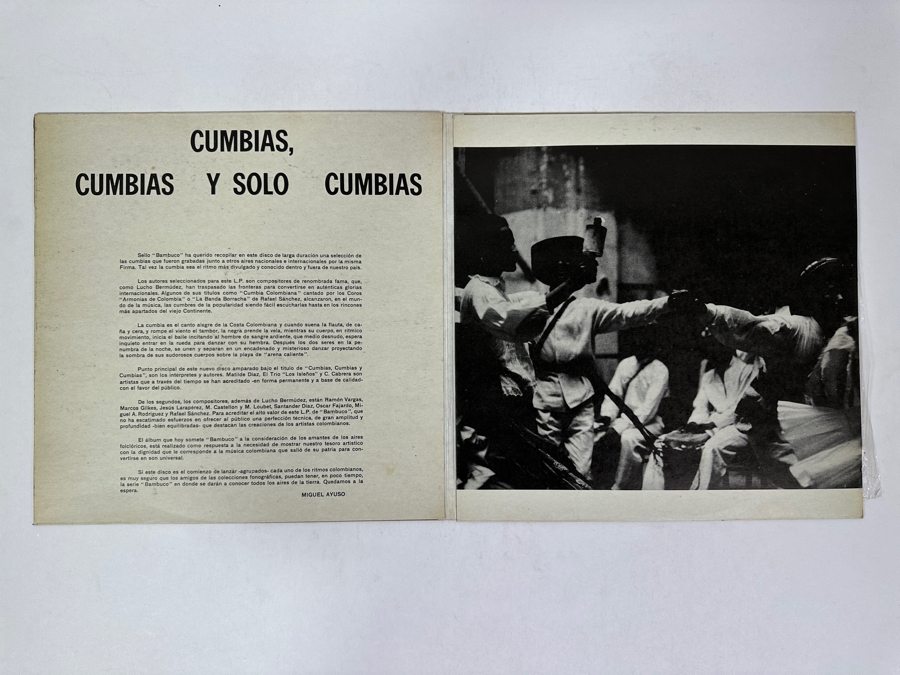 CUMBIAS,
CUMBIAS Y SOLO CUMBIAS
Sello "Bambuco" ha querido recopilar en este disco de larga duración una selección de
las cumbias que fueron grabadas junto a otros aires nacionales e internacionales por la misma
Firma. Tal vez la cumbia sea el ritmo más divulgado y conocido dentro y fuera de nuestro país.
Los autores seleccionados para este L.P. son compositores de renombrada fama, que,
como Lucho Bermúdez, han traspasado las fronteras para convertirse en auténticas glorias
internacionales. Algunos de sus títulos como "Cumbia Colombiana" cantado por los Coros
"Armonías de Colombia" o "La Banda Borracha" de Rafael Sánchez, alcanzaron, en el mun-
do de la música, las cumbres de la popularidad siendo fácil escucharlas hasta en los rincones
más apartados del viejo Continente.
La cumbia es el canto alegre de la Costa Colombiana y cuando suena la flauta, de ca-
ña y cera, y rompe al viento el tambor, la negra prende la vela, mientras su cuerpo, en rítmico
movimiento, inicia el baile incitando al hombre de sangre ardiente, que medio desnudo, espera
inquieto entrar en la rueda para danzar con su hembra. Despues los dos seres en la pe-
numbra de la noche, se unen y separan en un encadenado y misterioso danzar proyectando
la sombra de sus sudorosos cuerpos sobre la playa de "arena caliente".
Punto principal de este nuevo disco amparado bajo el título de "Cumbias, Cumbias y
Cumbias", son los intérpretes y autores. Matilde Díaz, El Trío "Los Isleños" y C. Cabrera son
artistas que a través del tiempo se han acreditado -en forma permanente y a base de calidad-
con el favor del público.
De los segundos, los compositores, además de Lucho Bermúdez, están Ramón Vargas,
Marcos Gilkes, Jesús Laraperez, M. Castellon y M. Loubet, Santander Díaz, Oscar Fajardo, Mi-
guel A. Rodríguez y Rafael Sánchez. Para acreditar el alto valor de este L.P. de "Bambuco", que
no ha escatimado esfuerzos en ofrecer al público una perfección técnica, de gran amplitud y
profundidad -bien equilibradas- que destacan las creaciones de los artistas colombianos.
El álbum que hoy somete "Bambuco" a la consideración de los amantes de los aires
folclóricos, está realizado como respuesta a la necesidad de mostrar nuestro tesoro artístico
con la dignidad que le corresponde a la música colombiana que salió de su patria para con-
vertirse en son universal.
Si este disco es el comienzo de lanzar -agrupados- cada uno de los ritmos colombianos,
es muy seguro que los amigos de las colecciones fonográficas, puedan tener, en poco tiempo,
la serie "Bambuco" en donde se darán a conocer todos los aires de la tierra. Quedamos a la
espera.
MIGUEL AYUSO